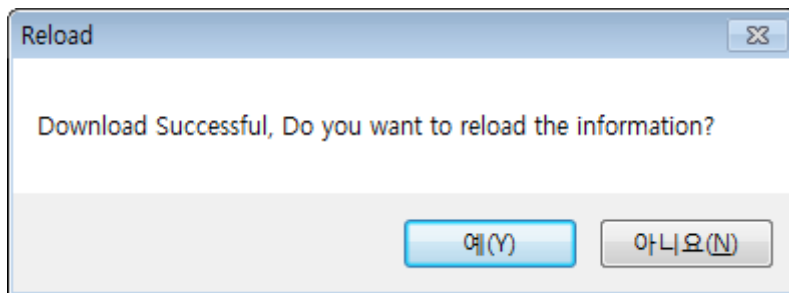 Reload
Download Successful, Do you want to reload the information?
예(Y) 아니요(N)